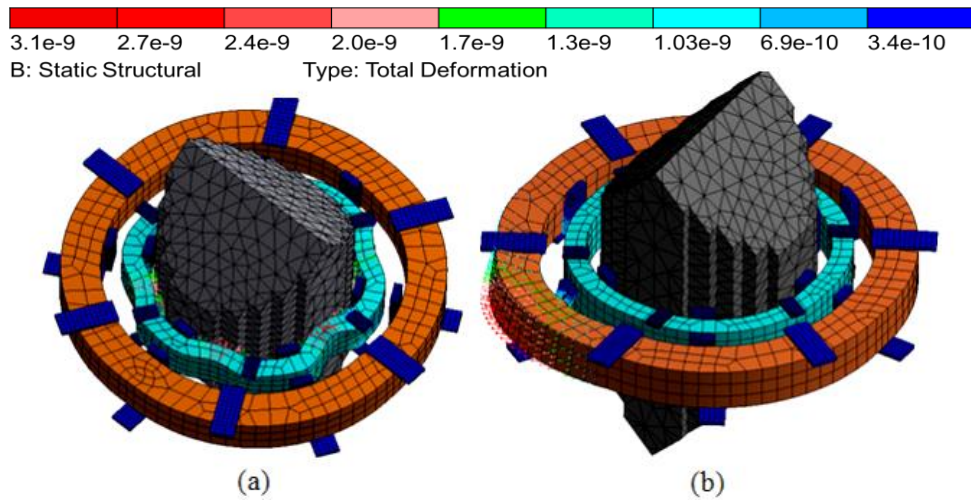 3.1e-9 2.7e-9 2.4e-9 2.0e-9 1.7e-9 1.3e-9 1.03e-9 6.9e-10 3.4e-10
B: Static Structural Type: Total Deformation
(a) (b)